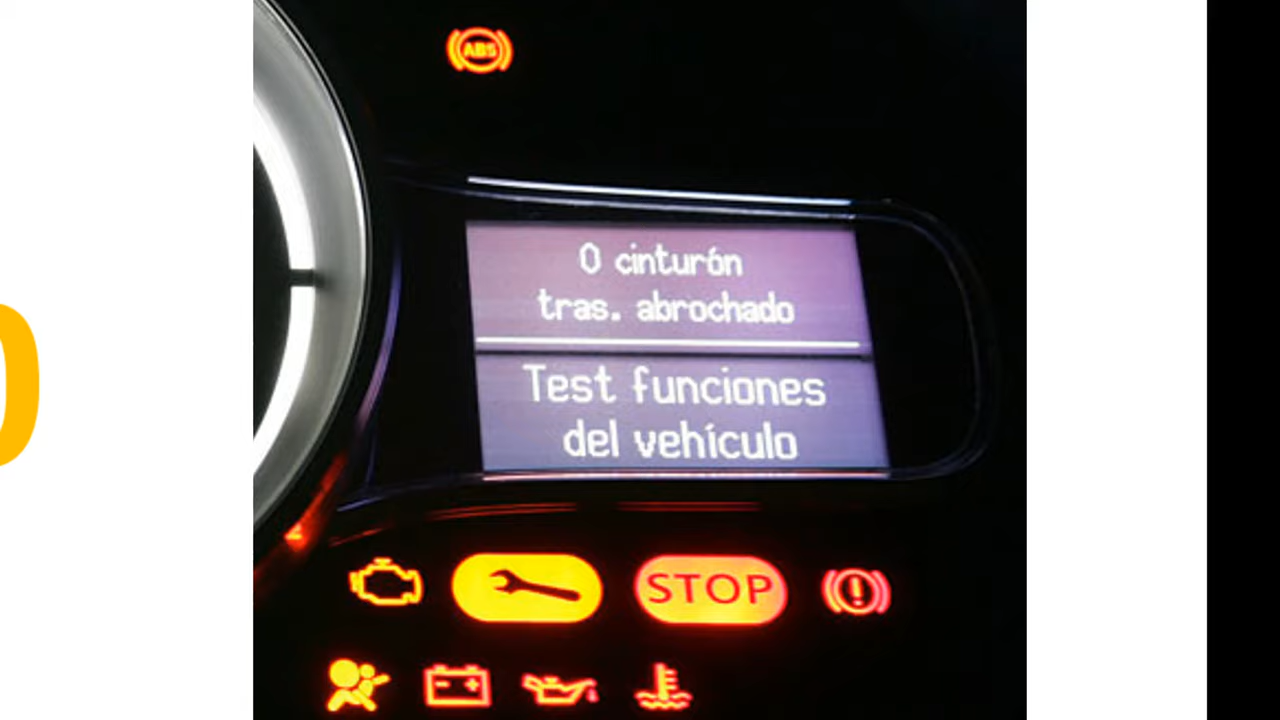 ABS
0 cinturón
tras. abrochado
Test funciones
del vehículo
STOP